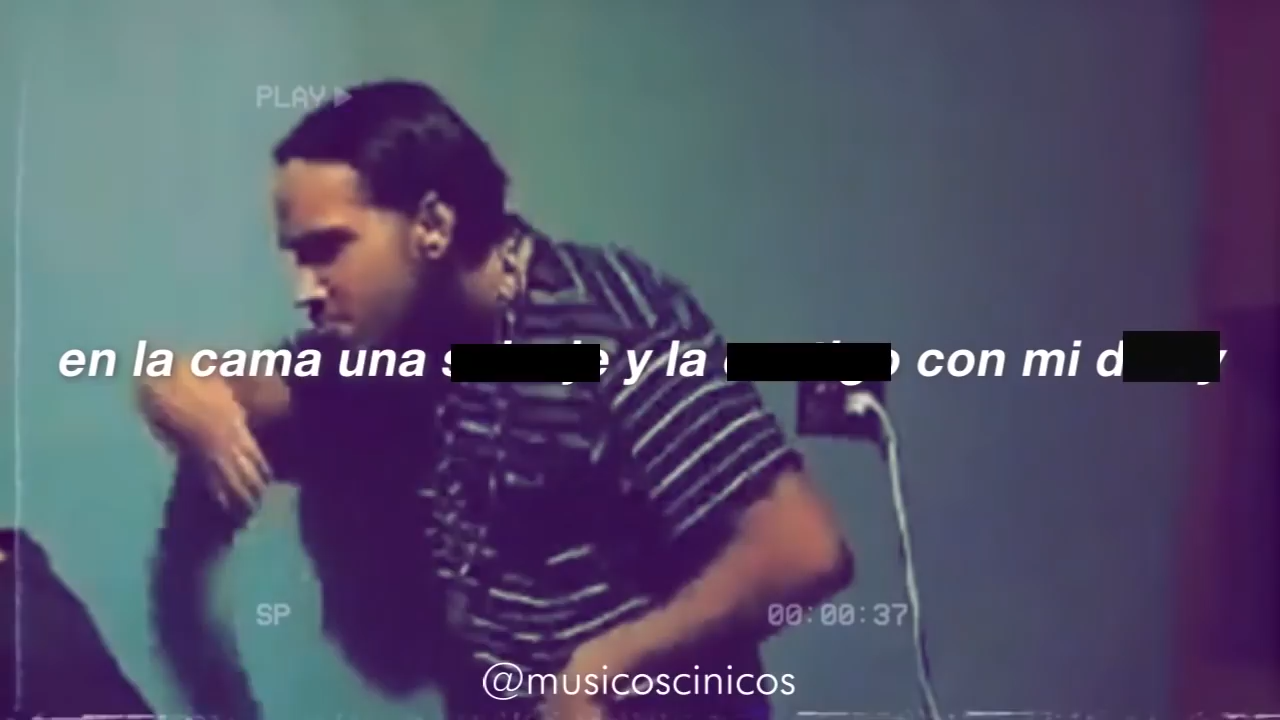 PLAY
en la cama una y la con mi
SP
00:00:37
@musicoscinicos